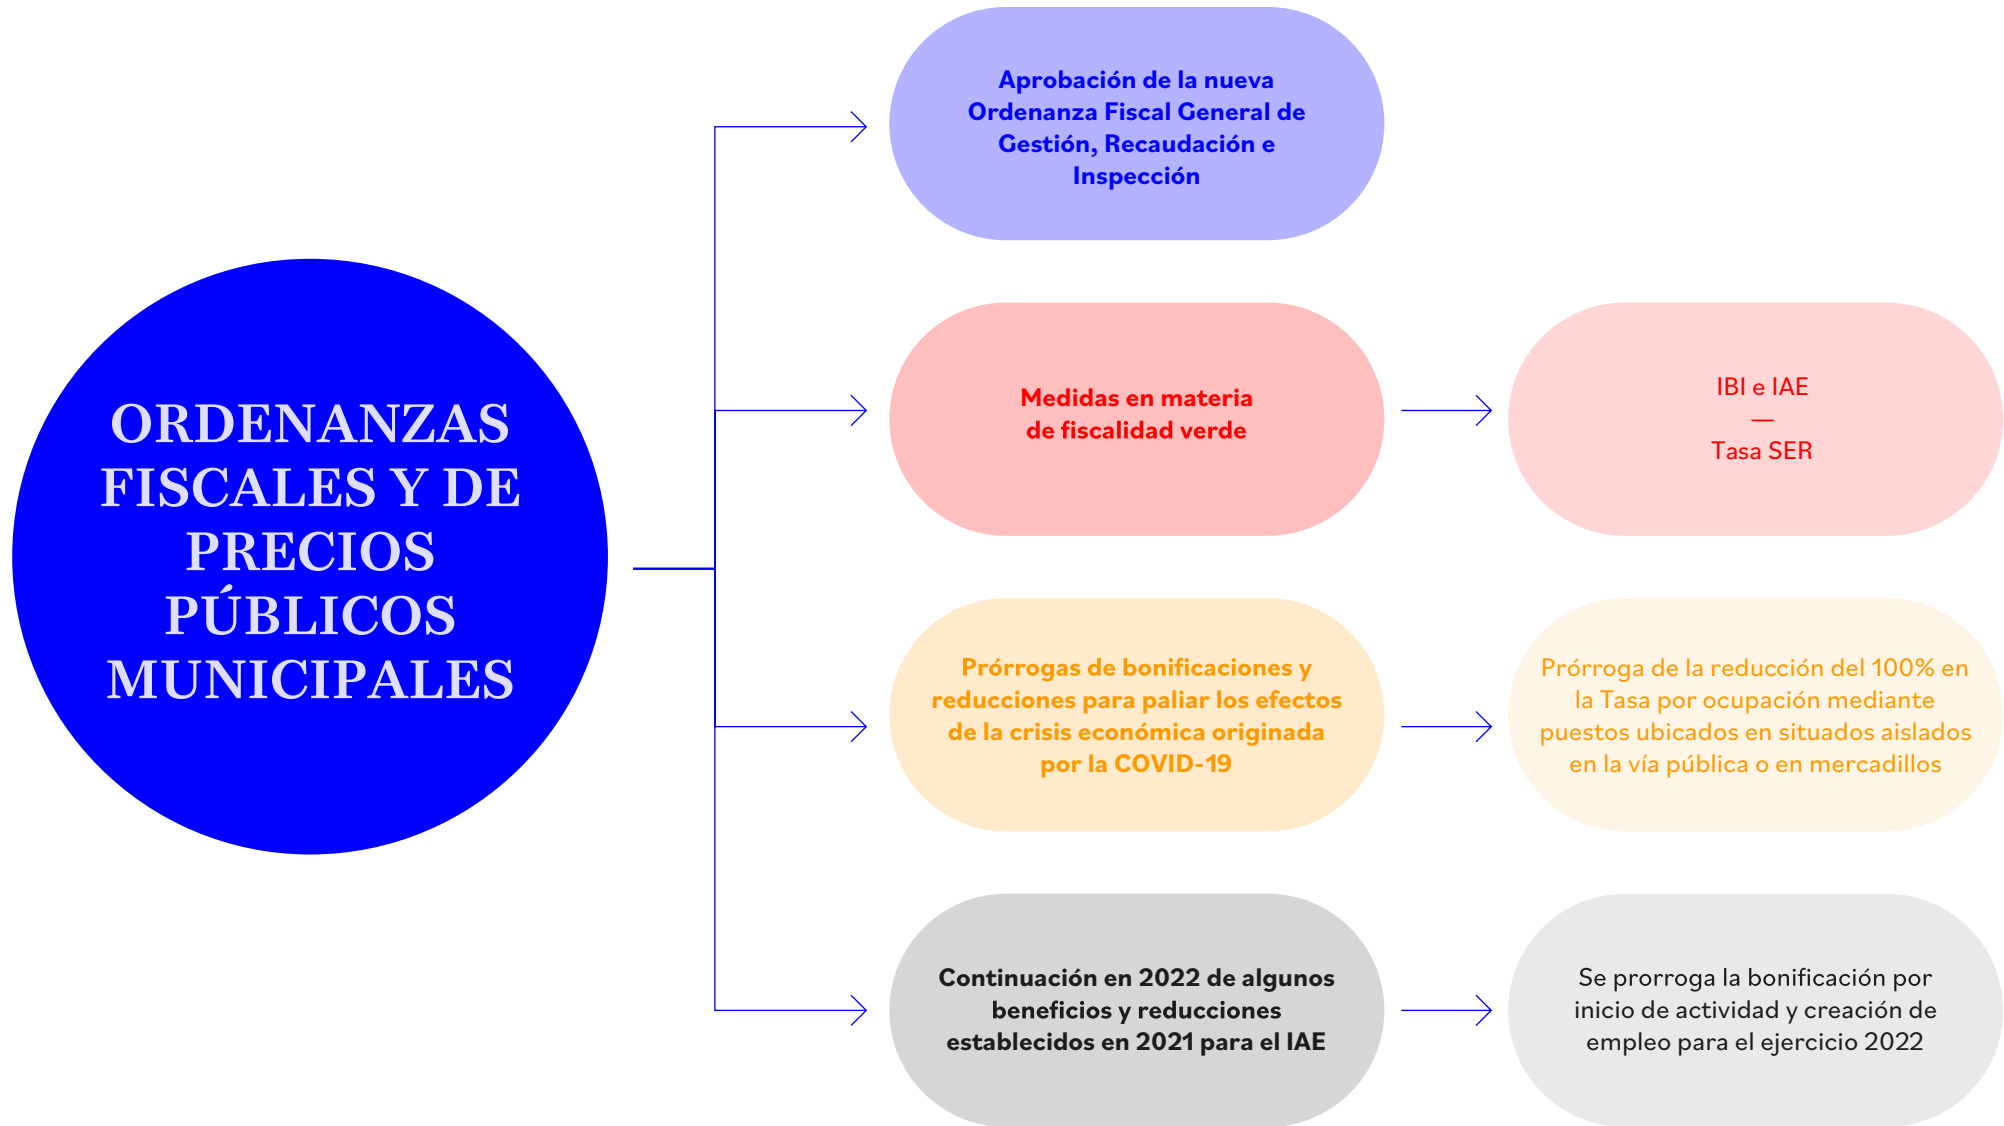 ORDENANZAS
FISCALES Y DE
PRECIOS
PÚBLICOS
MUNICIPALES
Aprobación de la nueva
Ordenanza Fiscal General de
Gestión, Recaudación e
Inspección
Medidas en materia
de fiscalidad verde
IBI e IAE
—
Tasa SER
Prórrogas de bonificaciones y
reducciones para paliar los efectos
de la crisis económica originada
por la COVID-19
Prórroga de la reducción del 100% en
la Tasa por ocupación mediante
puestos ubicados en situados aislados
en la vía pública o en mercadillos
Continuación en 2022 de algunos
beneficios y reducciones
establecidos en 2021 para el IAE
Se prorroga la bonificación por
inicio de actividad y creación de
empleo para el ejercicio 2022